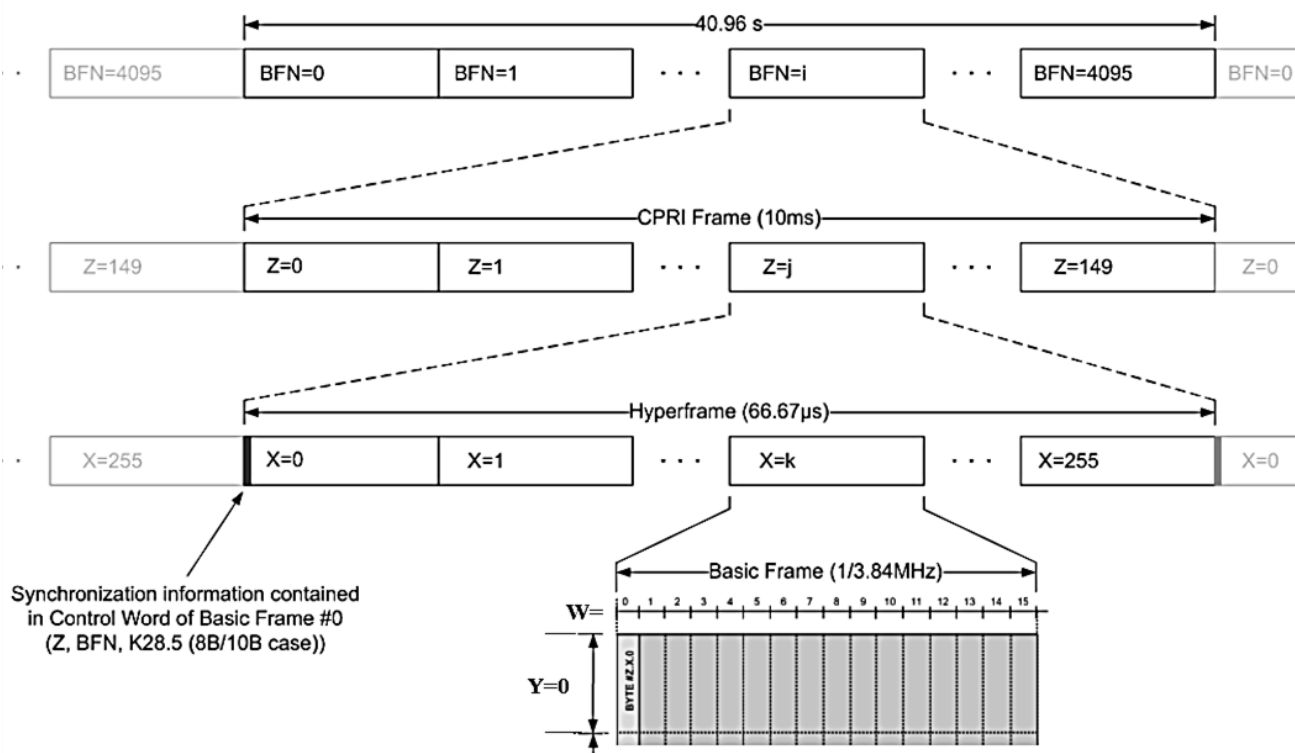 40.96 s
BFN=4095 BFN=0 BFN=1 · · · BFN=i · · · BFN=4095 BFN=0
CPRI Frame (10ms)
Z=149 Z=0 Z=1 · · · Z=j · · · Z=149 Z=0
Hyperframe (66.67µs)
X=255 X=0 X=1 · · · X=k · · · X=255 X=0
Synchronization information contained
in Control Word of Basic Frame #0
(Z, BFN, K28.5 (8B/10B case))
Basic Frame (1/3.84MHz)
W= 0 1 2 3 4 5 6 7 8 9 10 11 12 13 14 15
Y=0
BYTE #Z.X.0